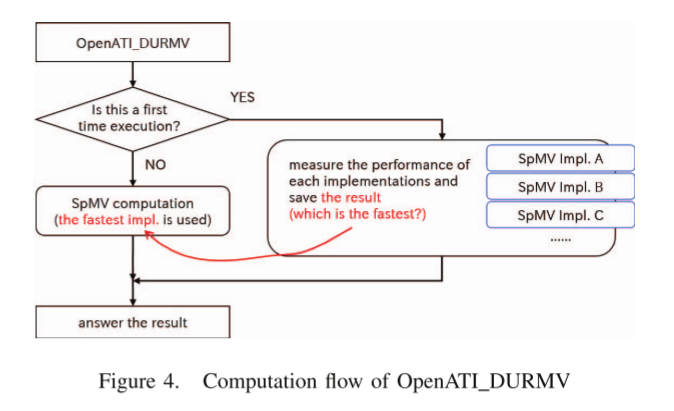 OpenATI_DURMV
Is this a first
time execution?
YES
NO
measure the performance of
each implementations and
save the result
(which is the fastest?)
SpMV Impl. A
SpMV Impl. B
SpMV Impl. C
......
SpMV computation
(the fastest impl. is used)
answer the result
Figure 4. Computation flow of OpenATI_DURMV